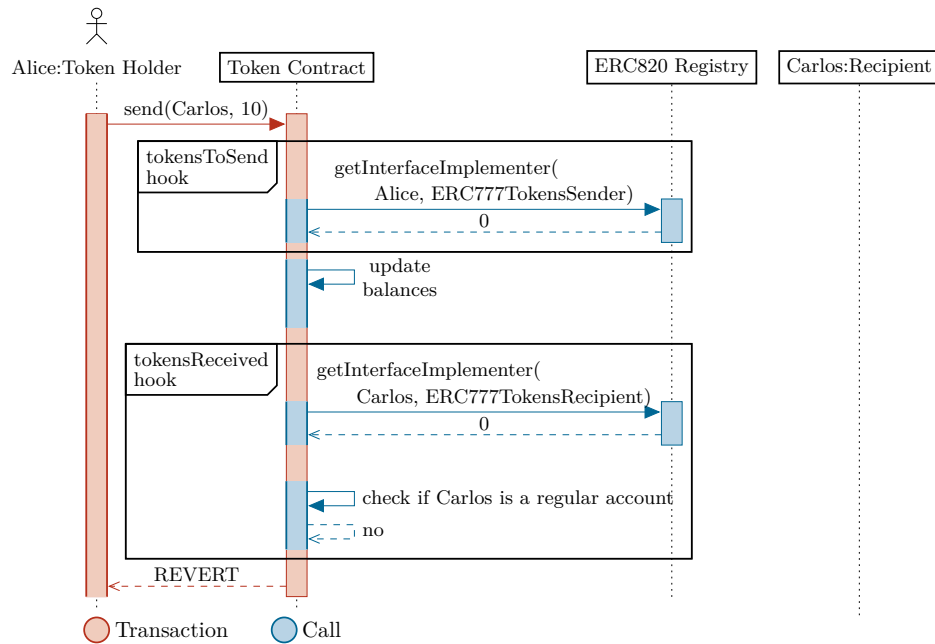 Alice:Token Holder
Token Contract
ERC820 Registry
Carlos:Recipient
send(Carlos, 10)
tokensToSend
hook
getInterfaceImplementer(
Alice, ERC777TokensSender)
0
update
balances
tokensReceived
hook
getInterfaceImplementer(
Carlos, ERC777TokensRecipient)
0
check if Carlos is a regular account
no
REVERT
Transaction
Call